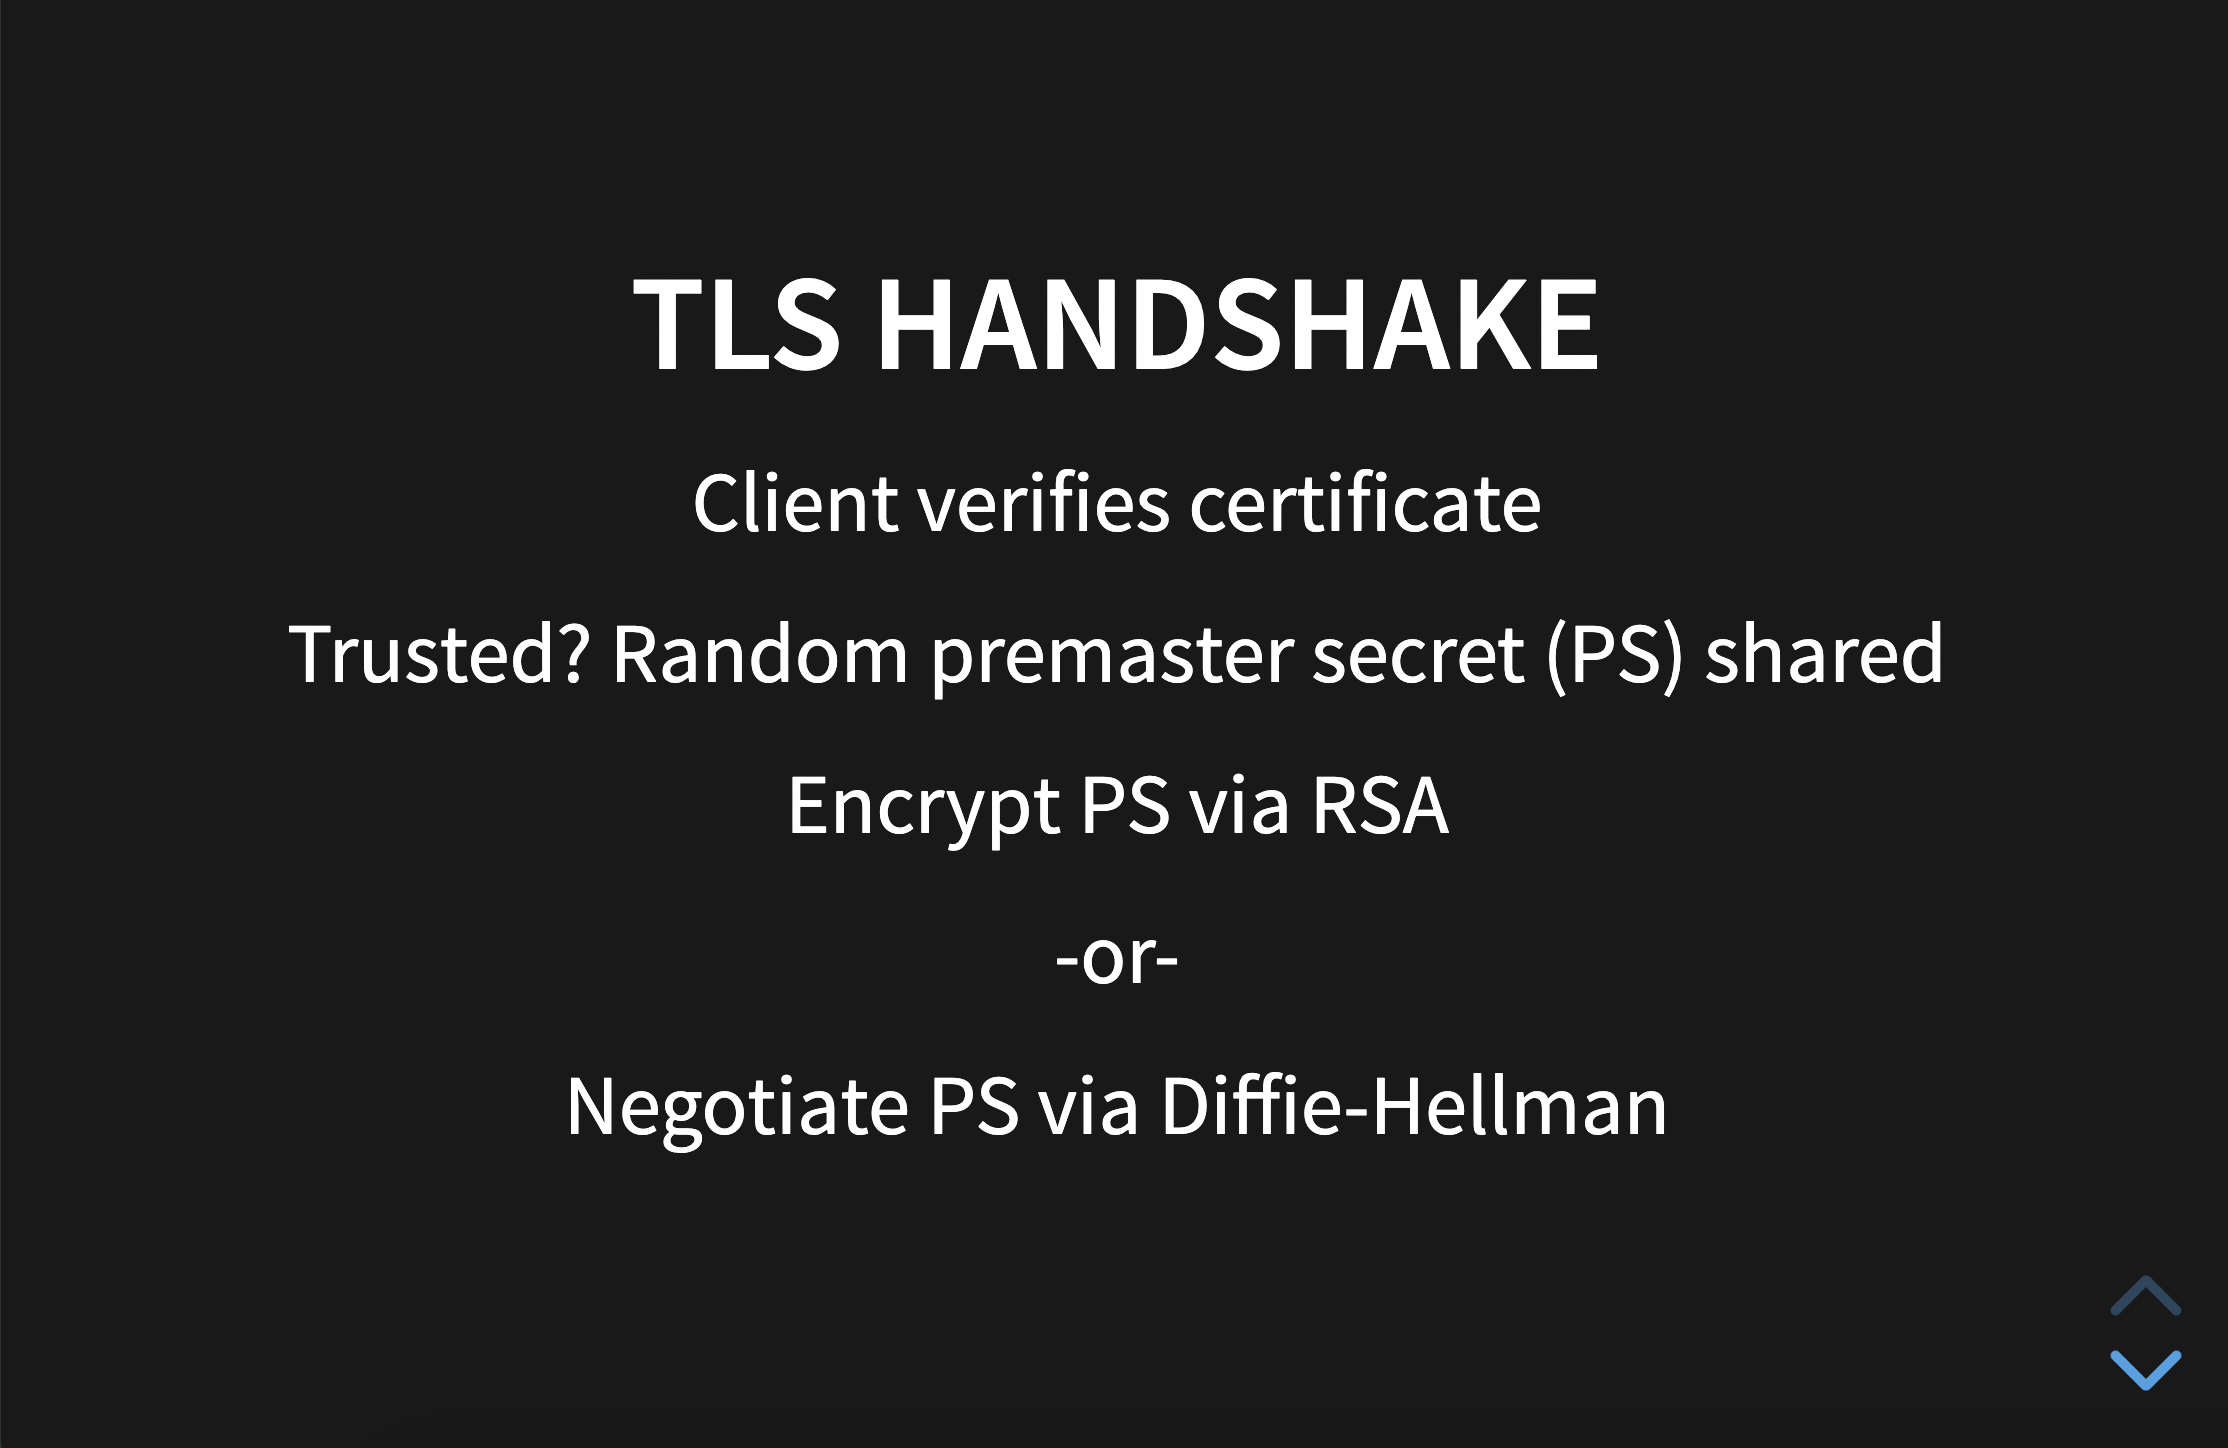 TLS HANDSHAKE
Client verifies certificate
Trusted? Random premaster secret (PS) shared
Encrypt PS via RSA
-or-
Negotiate PS via Diffie-Hellman